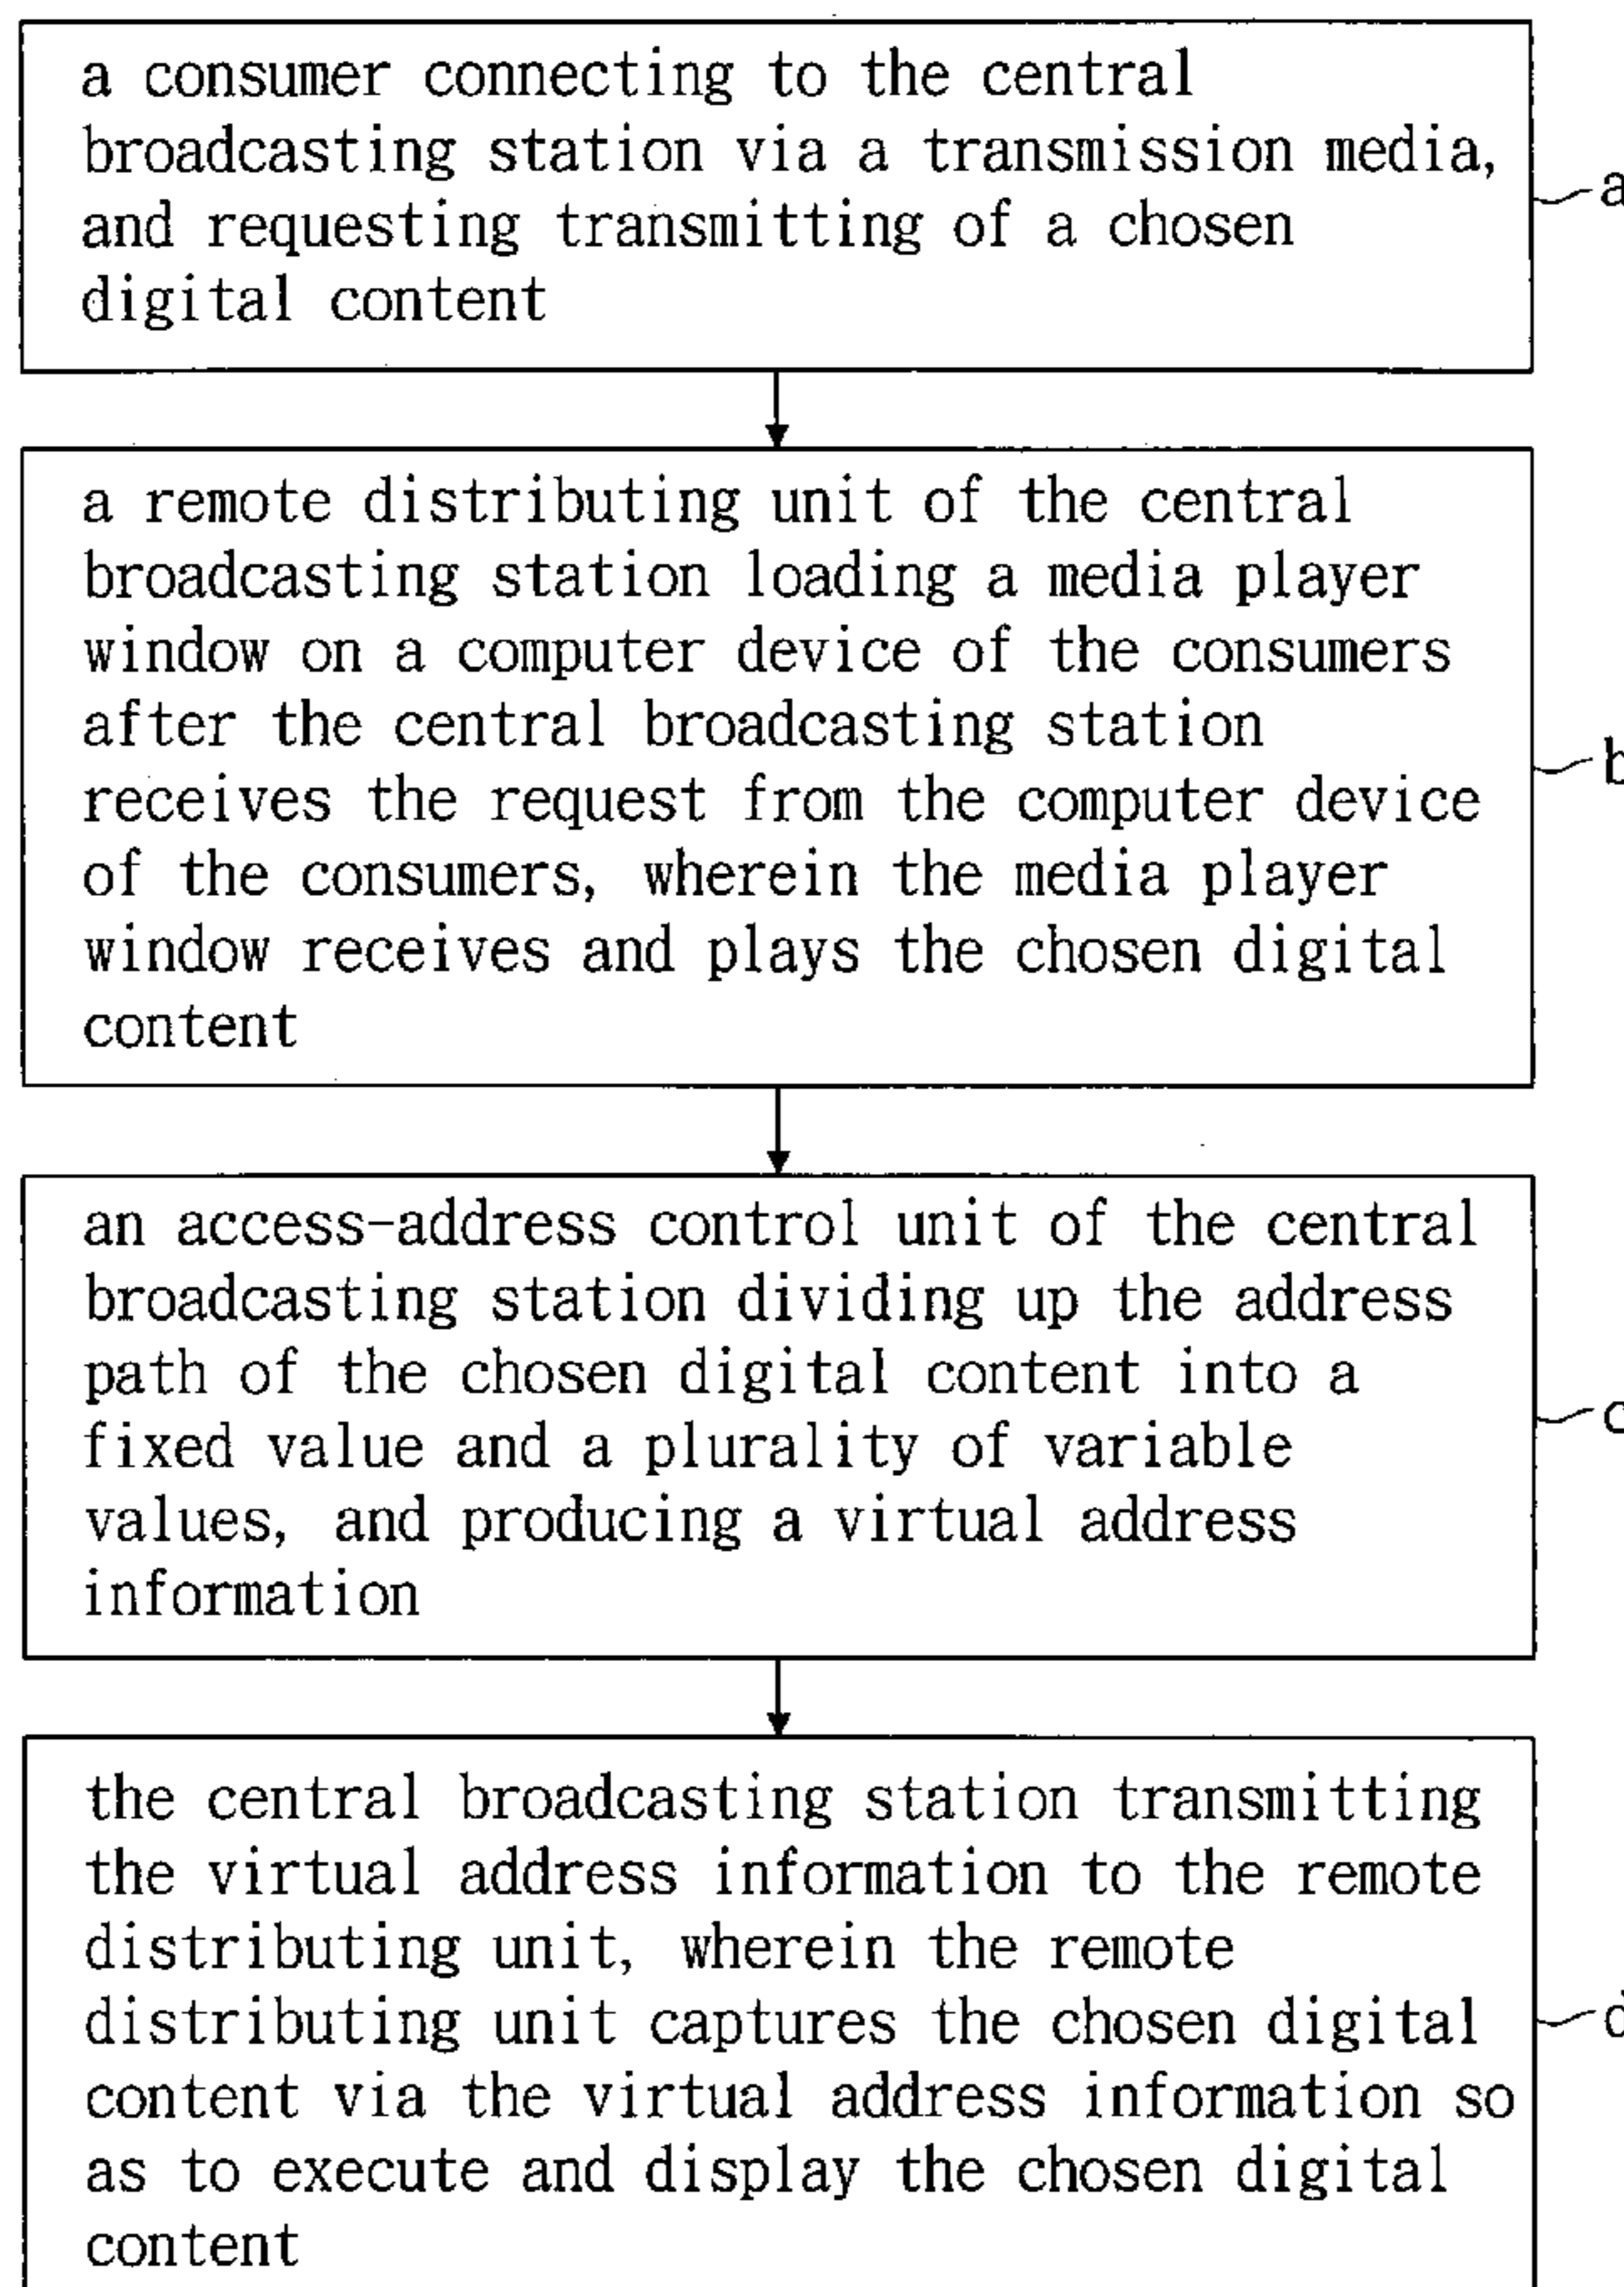 a consumer connecting to the central
broadcasting station via a transmission media,
and requesting transmitting of a chosen
digital content
a
a remote distributing unit of the central
broadcasting station loading a media player
window on a computer device of the consumers
after the central broadcasting station
receives the request from the computer device
of the consumers, wherein the media player
window receives and plays the chosen digital
content
b
an access-address control unit of the central
broadcasting station dividing up the address
path of the chosen digital content into a
fixed value and a plurality of variable
values, and producing a virtual address
information
c
the central broadcasting station transmitting
the virtual address information to the remote
distributing unit, wherein the remote
distributing unit captures the chosen digital
content via the virtual address information so
as to execute and display the chosen digital
content
d